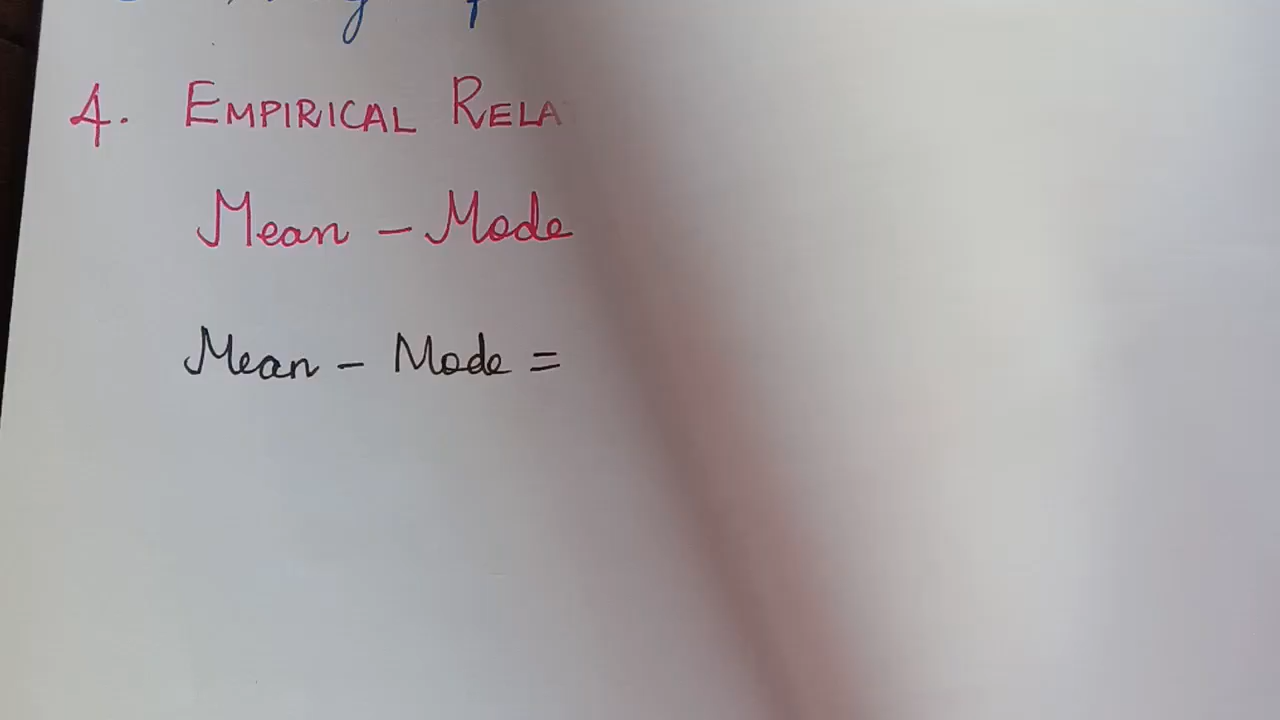 4. EMPIRICAL RELA
Mean - Mode
Mean - Mode =